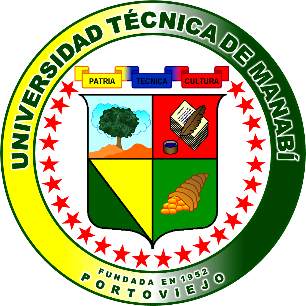 UNIVERSIDAD TÉCNICA DE MANABÍ
PATRIA
TÉCNICA
CULTURA
FUNDADA EN 1952
PORTOVIEJO